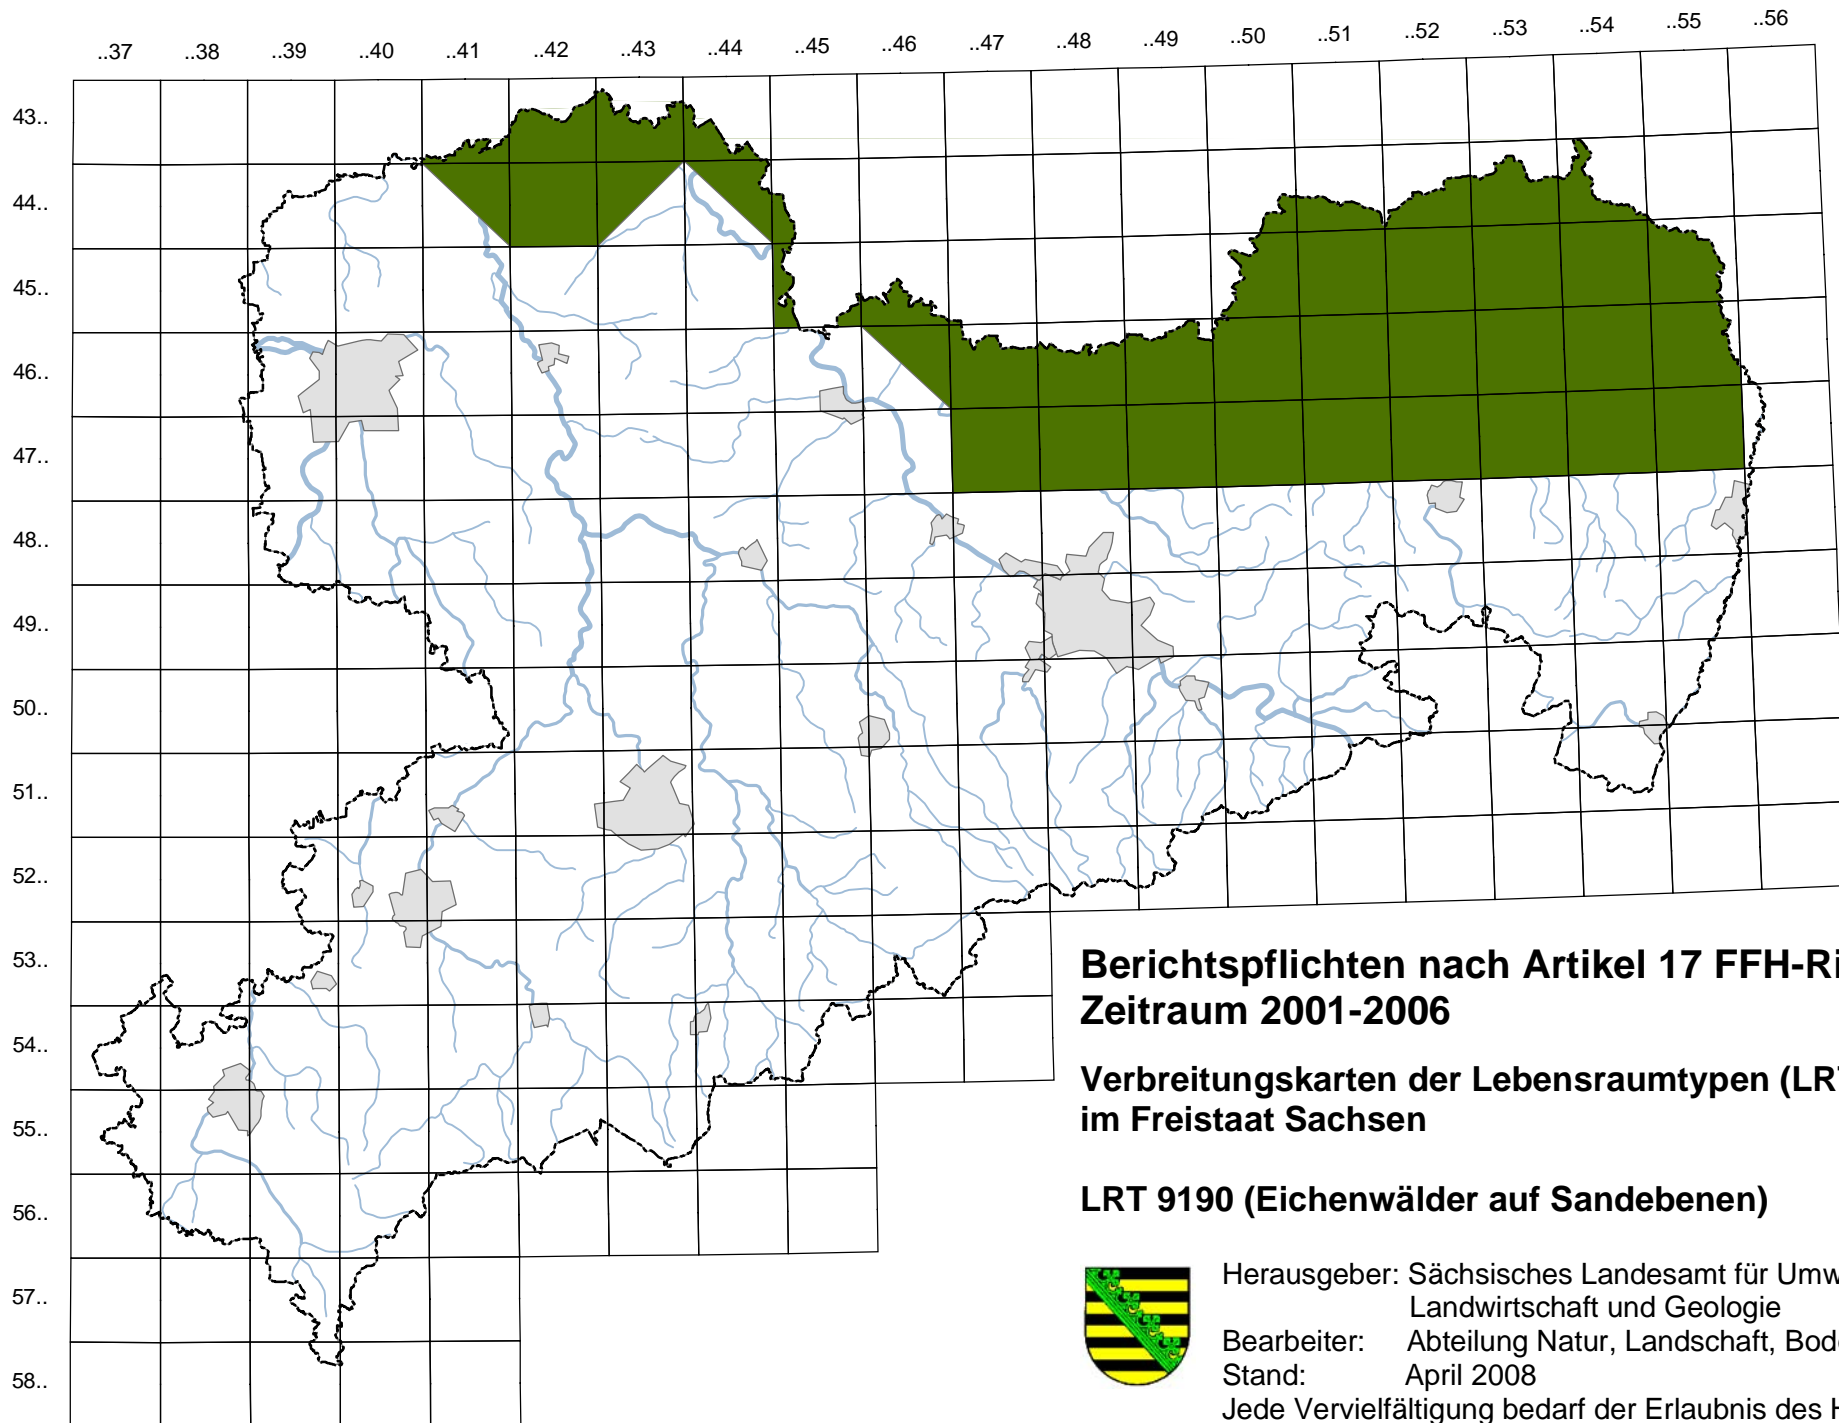 ..37 ..38 ..39 ..40 ..41 ..42 ..43 ..44 ..45 ..46 ..47 ..48 ..49 ..50 ..51 ..52 ..53 ..54 ..55 ..56
43..
44..
45..
46..
47..
48..
49..
50..
51..
52..
53..
54..
55..
56..
57..
58..
Berichtspflichten nach Artikel 17 FFH-Ri
Zeitraum 2001-2006
Verbreitungskarten der Lebensraumtypen (LRT
im Freistaat Sachsen
LRT 9190 (Eichenwälder auf Sandebenen)
Herausgeber: Sächsisches Landesamt für Umw
Landwirtschaft und Geologie
Bearbeiter: Abteilung Natur, Landschaft, Bod
Stand: April 2008
Jede Vervielfältigung bedarf der Erlaubnis des H